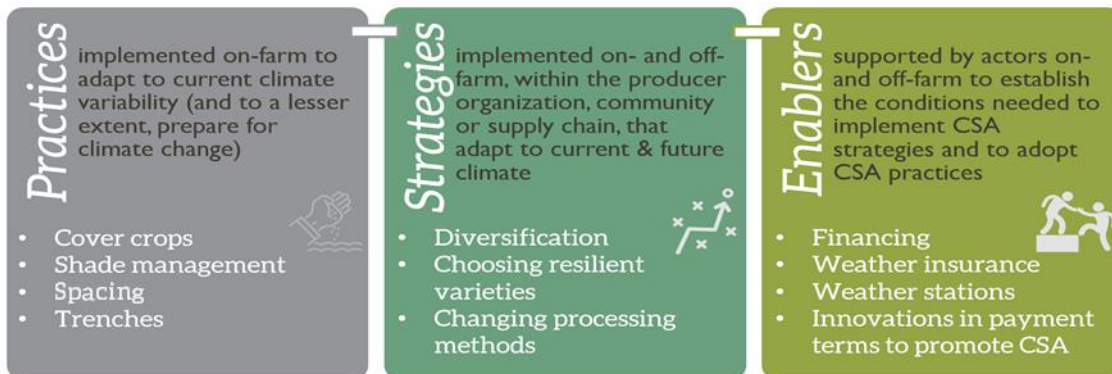 Practices
implemented on-farm to
adapt to current climate
variability (and to a lesser
extent, prepare for
climate change)
• Cover crops
• Shade management
• Spacing
• Trenches
Strategies
implemented on- and off-
farm, within the producer
organization, community
or supply chain, that
adapt to current & future
climate
• Diversification
• Choosing resilient
varieties
• Changing processing
methods
Enablers
supported by actors on-
and off-farm to establish
the conditions needed to
implement CSA
strategies and to adopt
CSA practices
• Financing
• Weather insurance
• Weather stations
• Innovations in payment
terms to promote CSA